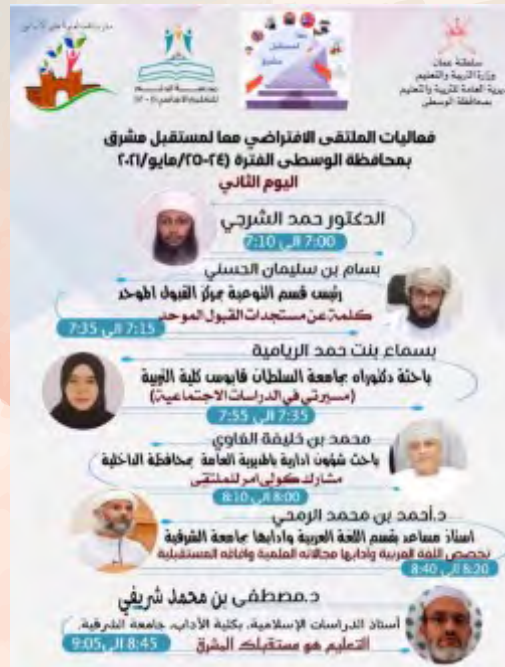 سلطنة عمان
وزارة التربية والتعليم
المديرية العامة للتربية والتعليم
بمحافظة الوسطى
معا
لمستقبل
مشرق
فعاليات الملتقى الافتراضي معا لمستقبل مشرق
بمحافظة الوسطى الفترة (٢٤-٢٥/مايو/٢٠٢١
اليوم الثاني
الدكتور حمد الشرجي
7:00 الى 7:10
بسام بن سليمان الحسني
رئيس قسم التوعية بمركز القبول الموحد
كلمة عن مستجدات القبول الموحد
7:15 الى 7:35
بسماء بنت حمد الريامية
باحثة دكتوراه بجامعة السلطان قابوس كلية التربية
(مسيرتي في الدراسات الاجتماعية)
7:35 الى 7:55
محمد بن خليفة الغاوي
باحث شؤون ادارية بالمديرية العامة بمحافظة الداخلية
مشارك كولي امر للملتقى
8:00 الى 8:10
د.أحمد بن محمد الرمحي
استاذ مساعد بقسم اللغة العربية وادابها بجامعة الشرقية
تخصص اللغة العربية وآدابها مجالاته العلمية وآفاقه المستقبلية
8:20 الى 8:40
د.مصطفى بن محمد شريفي
أستاذ الدراسات الإسلامية، بكلية الآداب، جامعة الشرقية.
التعليم هو مستقبلك المشرق
8:45 الى 9:05